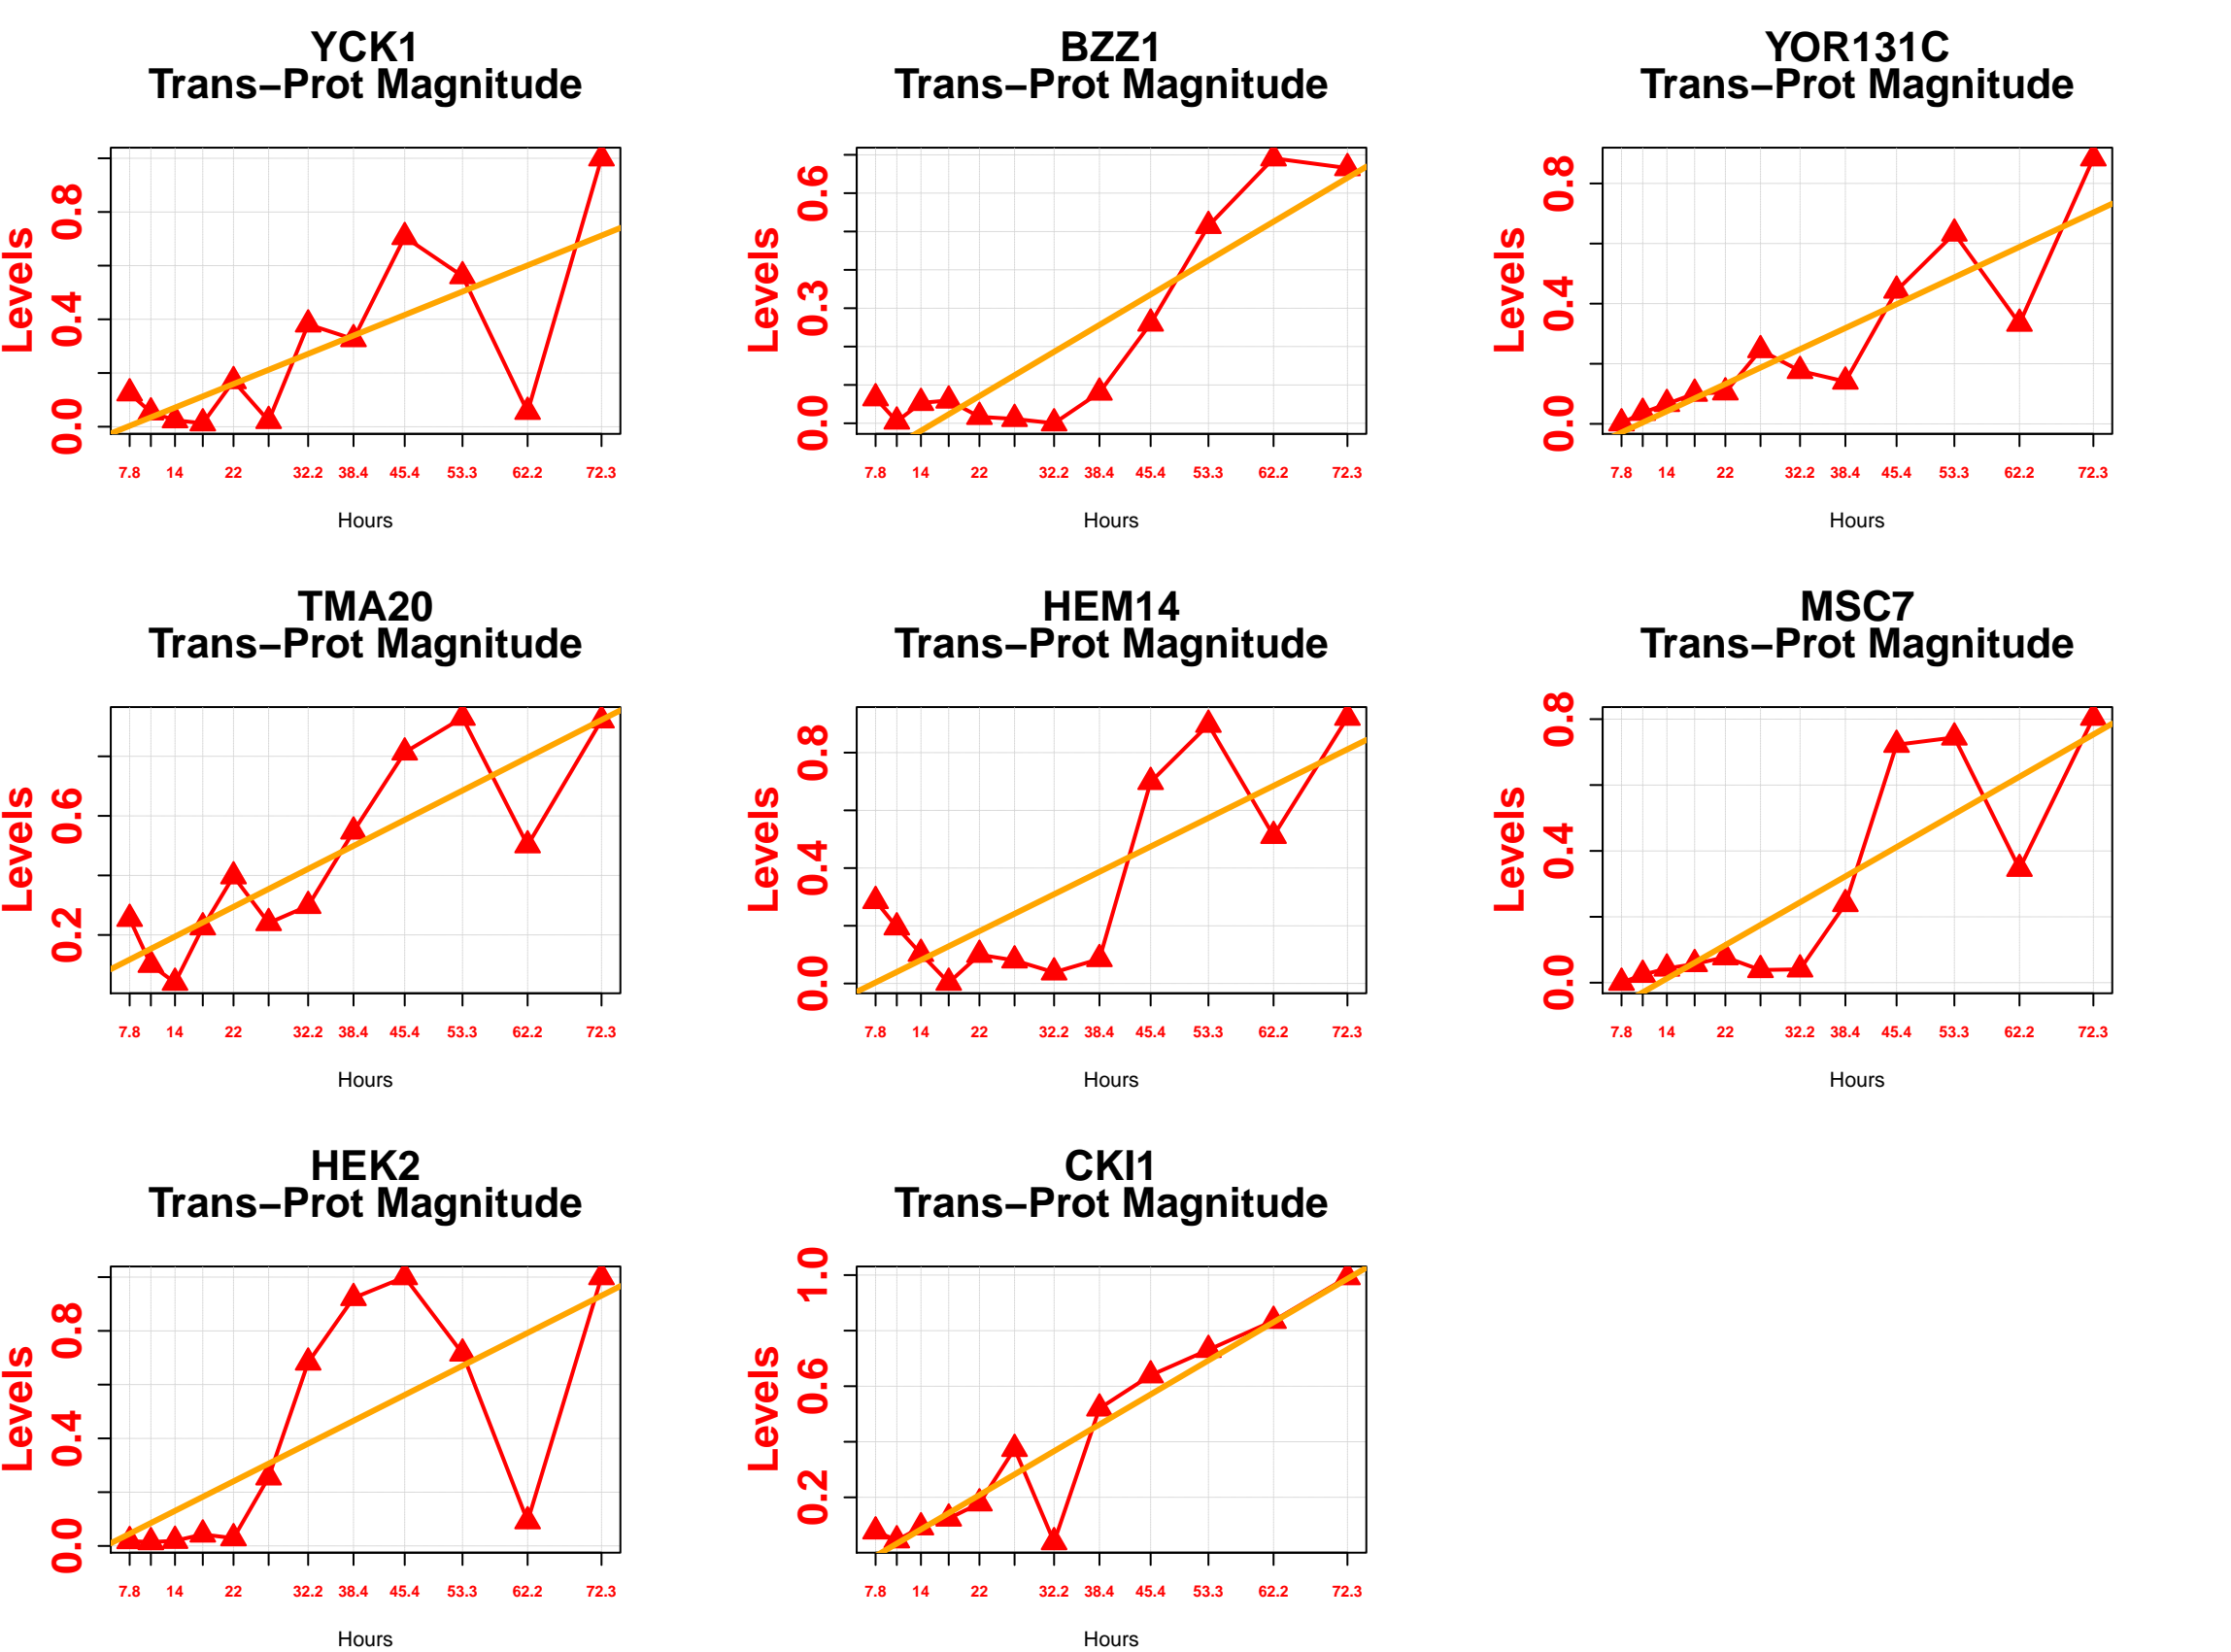 YCK1
Trans−Prot Magnitude
Levels
0.0 0.4 0.8
7.8 14 22 32.2 38.4 45.4 53.3 62.2 72.3
Hours
BZZ1
Trans−Prot Magnitude
Levels
0.0 0.3 0.6
7.8 14 22 32.2 38.4 45.4 53.3 62.2 72.3
Hours
YOR131C
Trans−Prot Magnitude
Levels
0.0 0.4 0.8
7.8 14 22 32.2 38.4 45.4 53.3 62.2 72.3
Hours
TMA20
Trans−Prot Magnitude
Levels
0.2 0.6
7.8 14 22 32.2 38.4 45.4 53.3 62.2 72.3
Hours
HEM14
Trans−Prot Magnitude
Levels
0.0 0.4 0.8
7.8 14 22 32.2 38.4 45.4 53.3 62.2 72.3
Hours
MSC7
Trans−Prot Magnitude
Levels
0.0 0.4 0.8
7.8 14 22 32.2 38.4 45.4 53.3 62.2 72.3
Hours
HEK2
Trans−Prot Magnitude
Levels
0.0 0.4 0.8
7.8 14 22 32.2 38.4 45.4 53.3 62.2 72.3
Hours
CKI1
Trans−Prot Magnitude
Levels
0.2 0.6 1.0
7.8 14 22 32.2 38.4 45.4 53.3 62.2 72.3
Hours